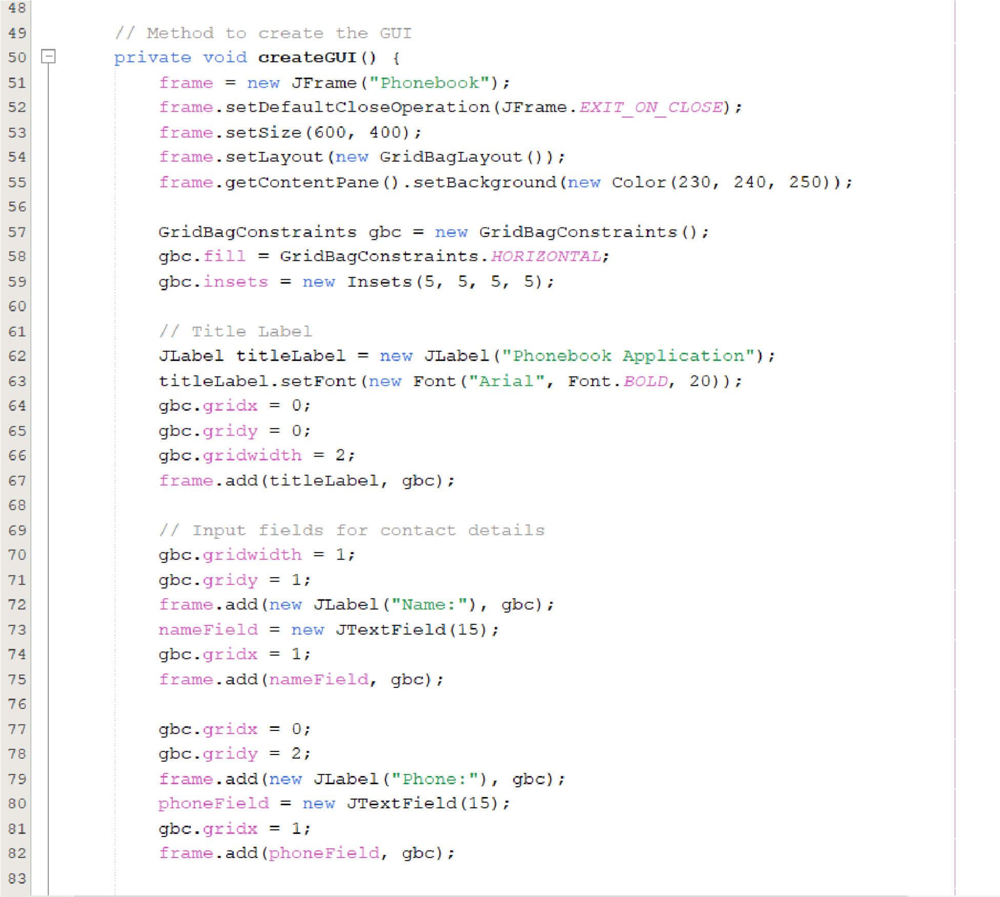 48
49 // Method to create the GUI
50 private void createGUI() {
51 frame = new JFrame("Phonebook");
52 frame.setDefaultCloseOperation(JFrame.EXIT_ON_CLOSE);
53 frame.setSize(600, 400);
54 frame.setLayout(new GridBagLayout());
55 frame.getContentPane().setBackground(new Color(230, 240, 250));
56
57 GridBagConstraints gbc = new GridBagConstraints();
58 gbc.fill = GridBagConstraints.HORIZONTAL;
59 gbc.insets = new Insets(5, 5, 5, 5);
60
61 // Title Label
62 JLabel titleLabel = new JLabel("Phonebook Application");
63 titleLabel.setFont(new Font("Arial", Font.BOLD, 20));
64 gbc.gridx = 0;
65 gbc.gridy = 0;
66 gbc.gridwidth = 2;
67 frame.add(titleLabel, gbc);
68
69 // Input fields for contact details
70 gbc.gridwidth = 1;
71 gbc.gridy = 1;
72 frame.add(new JLabel("Name:"), gbc);
73 nameField = new JTextField(15);
74 gbc.gridx = 1;
75 frame.add(nameField, gbc);
76
77 gbc.gridx = 0;
78 gbc.gridy = 2;
79 frame.add(new JLabel("Phone:"), gbc);
80 phoneField = new JTextField(15);
81 gbc.gridx = 1;
82 frame.add(phoneField, gbc);
83